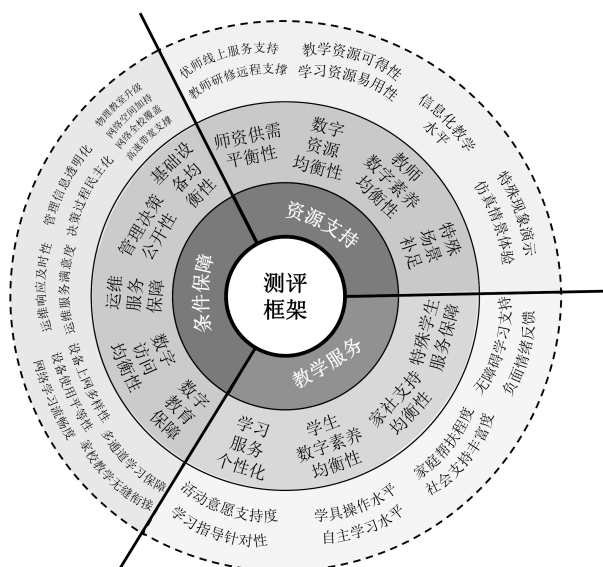 测评
框架
资源支持
教学服务
条件保障
师资供需
平衡性
数字
资源
均衡性
教师
数字素养
均衡性
特殊
场景
补足
特殊学生
服务保障
家社支持
均衡性
学生
数字素养
均衡性
学习
服务
个性化
数字
教育
保障
数字
访问
均衡性
运维
服务
保障
管理决策
公开性
基础设
备均
衡性
优师线上服务支持
教师研修远程支撑
教学资源可得性
学习资源易用性
信息化教学
水平
特殊现象演示
仿真情景体验
无障碍学习支持
负面情绪反馈
家庭帮扶程度
社会支持丰富度
学具操作水平
自主学习水平
活动意愿支持度
学习指导针对性
多通道学习保障
家校教学无缝衔接
设备上网多样性
设备使用平等性
网络学习流畅度
运维响应及时性
运维服务满意度
管理信息透明化
决策过程民主化
物理教室升级
网络空间加持
网络全校覆盖
高速带宽支撑